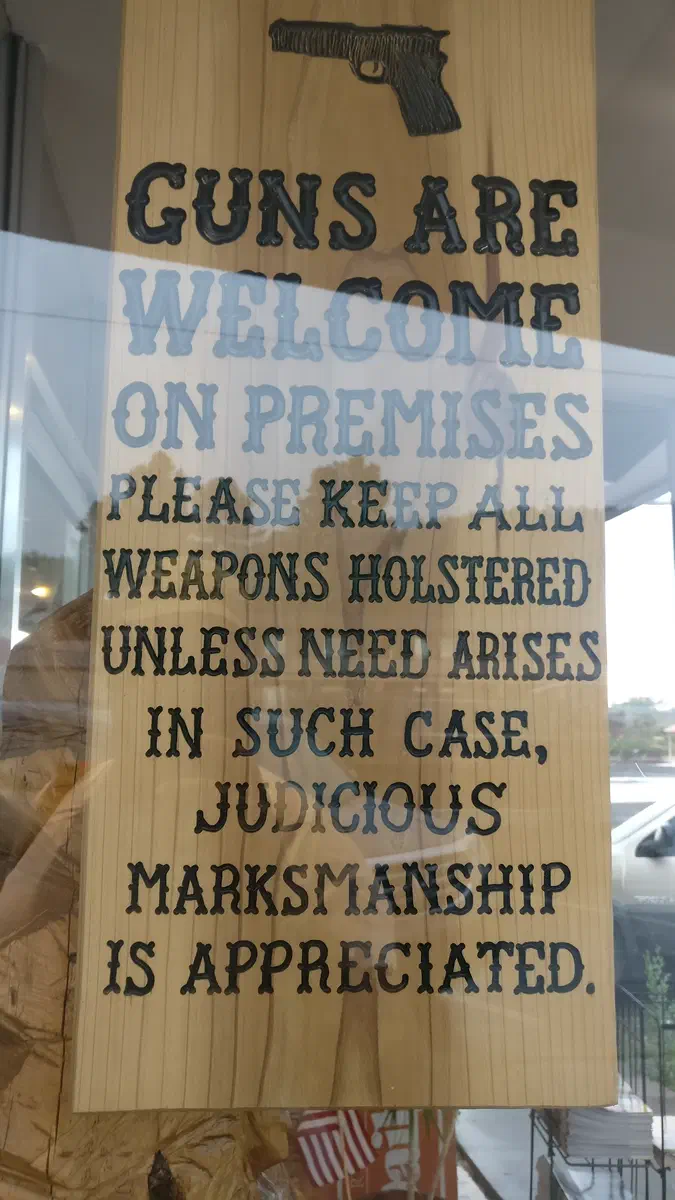 GUNS ARE
WELCOME
ON PREMISES
PLEASE KEEP ALL
WEAPONS HOLSTERED
UNLESS NEED ARISES
IN SUCH CASE,
JUDICIOUS
MARKSMANSHIP
IS APPRECIATED.